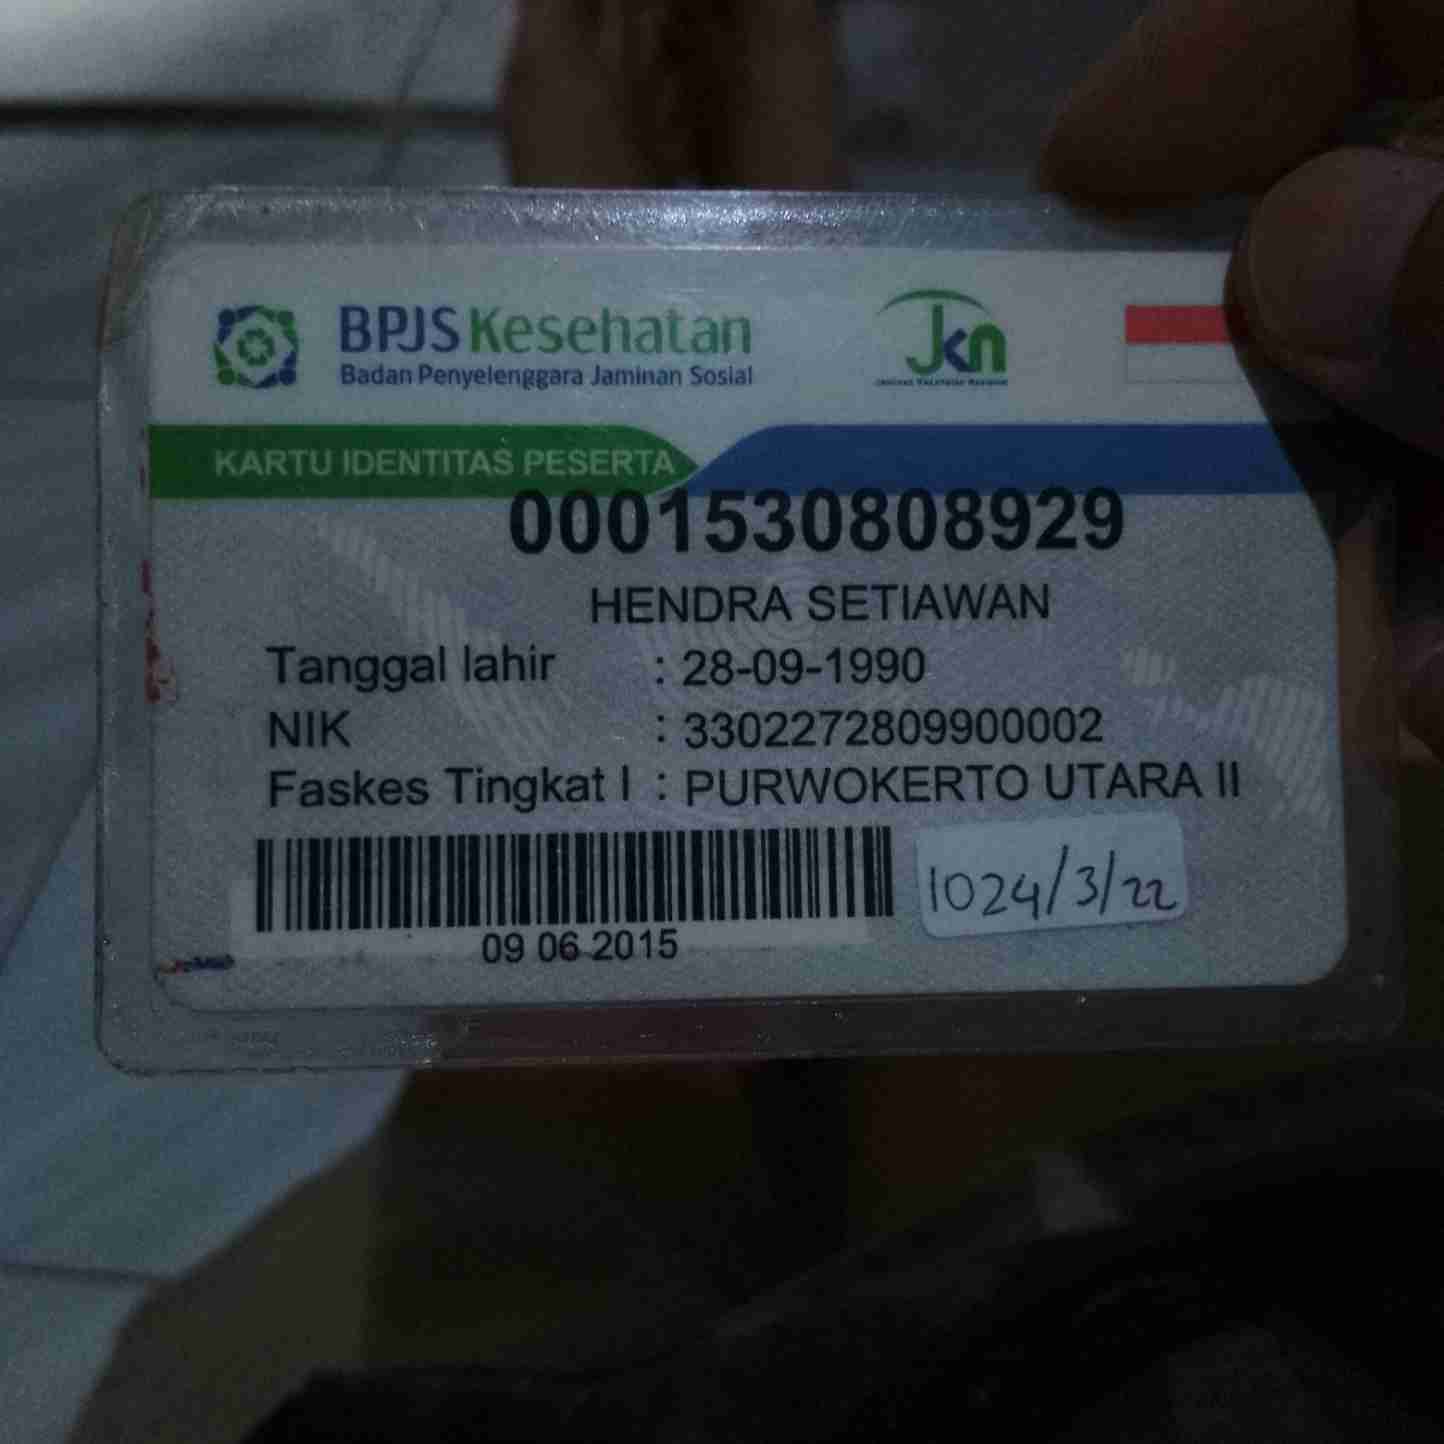 BPJS Kesehatan
Badan Penyelenggara Jaminan Sosial
JKN
KARTU IDENTITAS PESERTA
0001530808929
HENDRA SETIAWAN
Tanggal lahir : 28-09-1990
NIK : 3302272809900002
Faskes Tingkat I : PURWOKERTO UTARA II
1024/3/22
09 06 2015